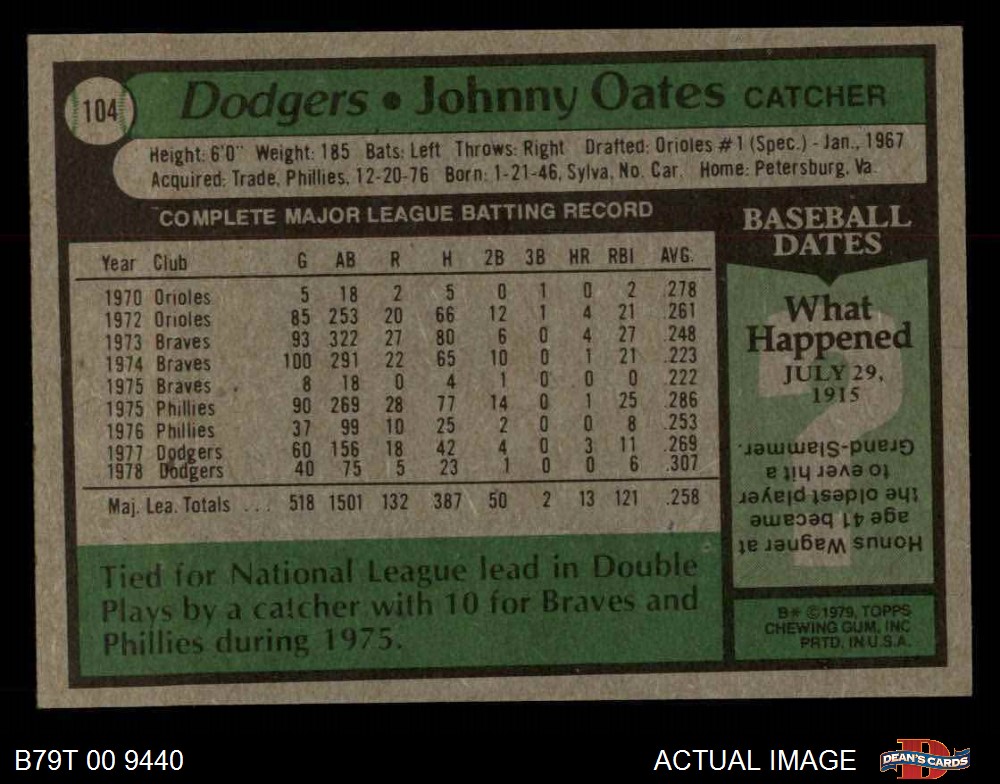 104
Dodgers • Johnny Oates CATCHER
Height: 6'0" Weight: 185 Bats: Left Throws: Right Drafted: Orioles #1 (Spec.) - Jan., 1967
Acquired: Trade, Phillies, 12-20-76 Born: 1-21-46, Sylva, No. Car. Home: Petersburg, Va.
COMPLETE MAJOR LEAGUE BATTING RECORD
Year Club G AB R H 2B 3B HR RBI AVG.
1970 Orioles 5 18 2 5 0 1 0 2 .278
1972 Orioles 85 253 20 66 12 1 4 21 .261
1973 Braves 93 322 27 80 6 0 4 27 .248
1974 Braves 100 291 22 65 10 0 1 21 .223
1975 Braves 8 18 0 4 1 0 0 0 .222
1975 Phillies 90 269 28 77 14 0 1 25 .286
1976 Phillies 37 99 10 25 2 0 0 8 .253
1977 Dodgers 60 156 18 42 4 0 3 11 .269
1978 Dodgers 40 75 5 23 1 0 0 6 .307
Maj. Lea. Totals ... 518 1501 132 387 50 2 13 121 .258
Tied for National League lead in Double
Plays by a catcher with 10 for Braves and
Phillies during 1975.
BASEBALL
DATES
What
Happened
JULY 29,
1915
?
Honus Wagner at
age 41 became
the oldest player
to ever hit a
Grand-Slammer.
B* ©1979, TOPPS
CHEWING GUM, INC
PRTD. IN U.S.A.
B79T 00 9440
ACTUAL IMAGE
D
DEAN'S CARDS